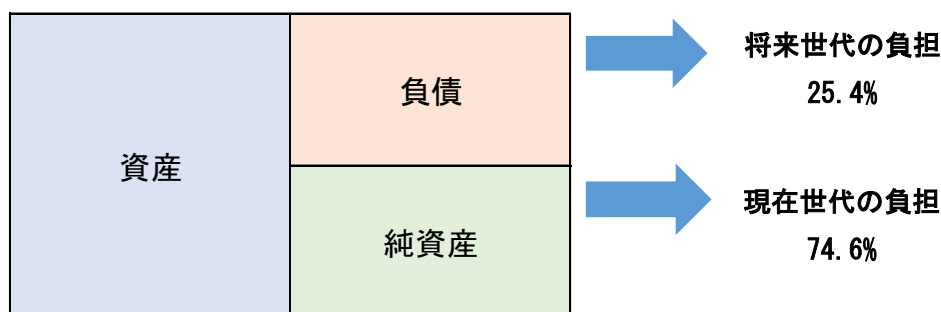 資産
負債
純資産
将来世代の負担
25.4%
現在世代の負担
74.6%